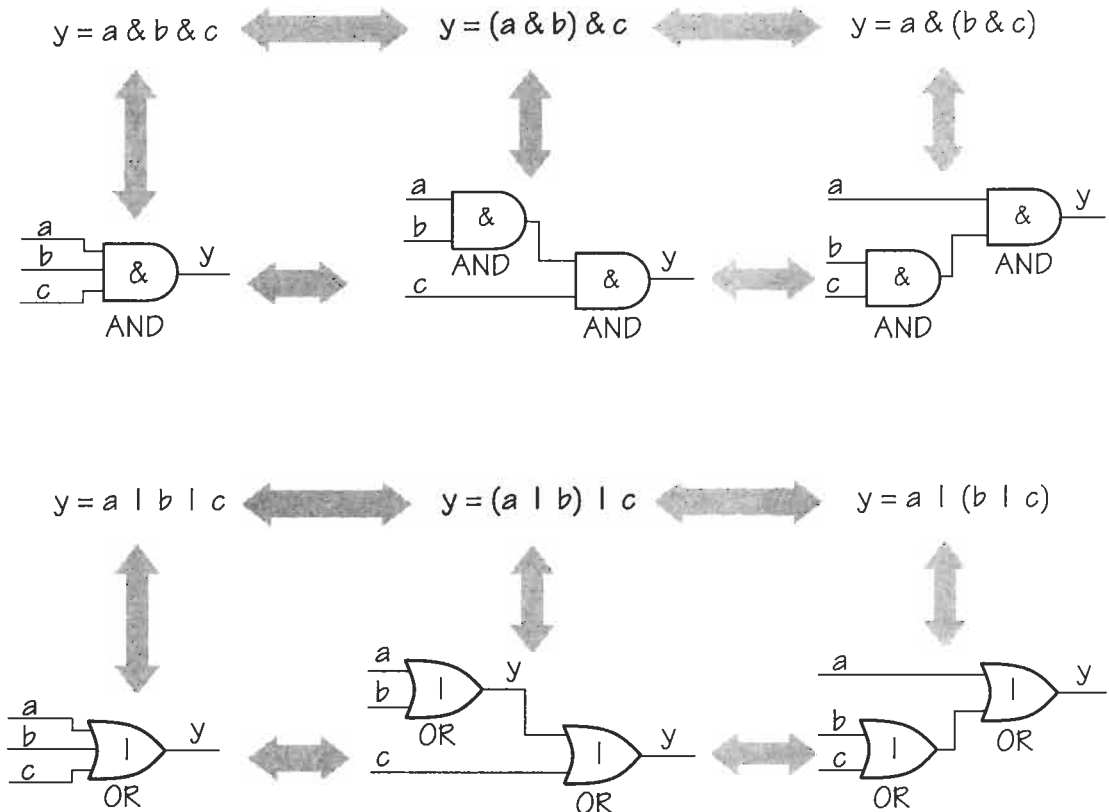 y = a & b & c
y = (a & b) & c
y = a & (b & c)
a
b
c
&
y
AND
a
b
&
AND
c
&
y
AND
a
&
y
AND
b
c
&
AND
y = a | b | c
y = (a | b) | c
y = a | (b | c)
a
b
c
|
y
OR
a
b
|
y
OR
c
|
y
OR
a
|
y
OR
b
c
|
OR